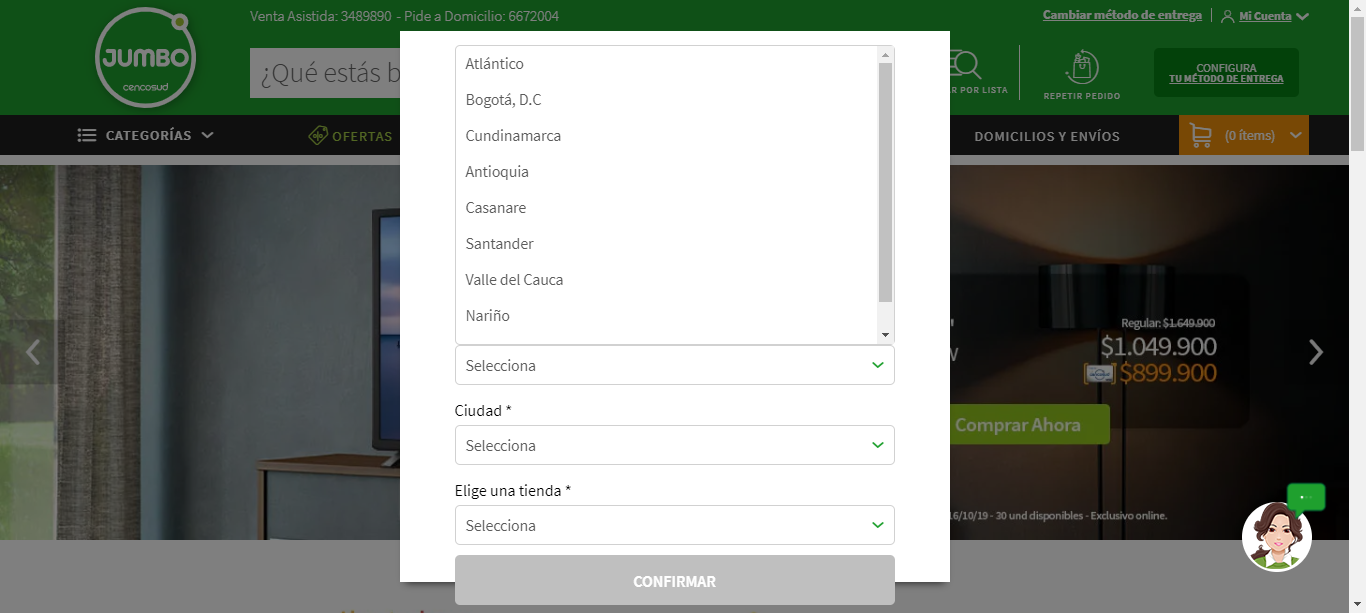 Venta Asistida: 3489890 - Pide a Domicilio: 6672004
Cambiar método de entrega
Mi Cuenta
JUMBO
cencosud
¿Qué estás b
R POR LISTA
REPETIR PEDIDO
CONFIGURA
TU MÉTODO DE ENTREGA
CATEGORÍAS
OFERTAS
DOMICILIOS Y ENVÍOS
(0 ítems)
Atlántico
Bogotá, D.C
Cundinamarca
Antioquia
Casanare
Santander
Valle del Cauca
Nariño
Selecciona
Ciudad *
Selecciona
Elige una tienda *
Selecciona
CONFIRMAR
Regular: $1.649.900
$1.049.900
$899.900
Comprar Ahora
16/10/19 - 30 und disponibles - Exclusivo online.